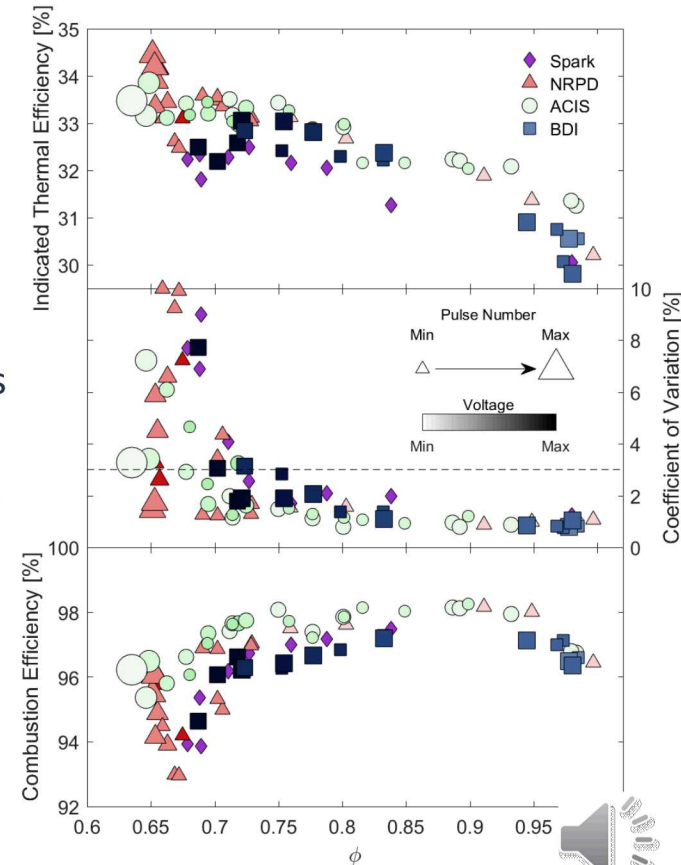 Indicated Thermal Efficiency [%]
35
34
33
32
31
30
Spark
NRPD
ACIS
BDI
Coefficient of Variation [%]
10
8
6
4
2
0
Pulse Number
Min
Max
Voltage
Min
Max
Combustion Efficiency [%]
100
98
96
94
92
0.6 0.65 0.7 0.75 0.8 0.85 0.9 0.95
ϕ